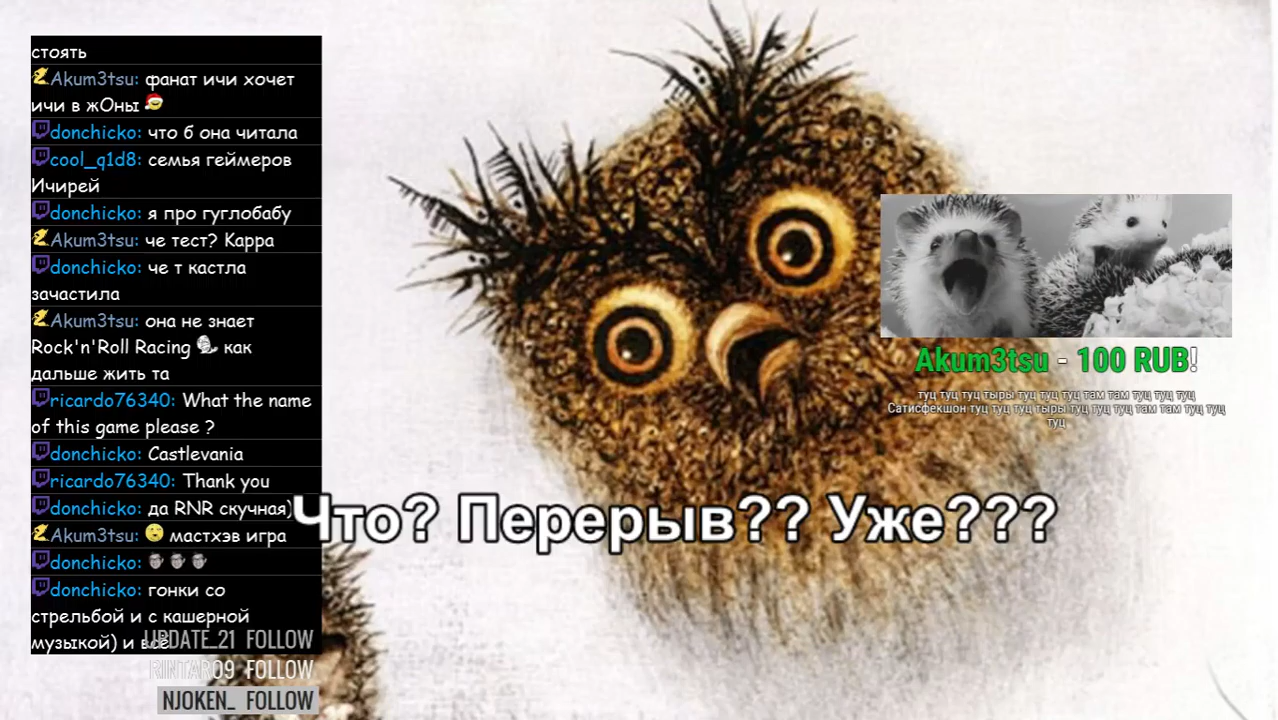 стоять
Akum3tsu: фанат ичи хочет
ичи в жОны
donchicko: что б она читала
cool_q1d8: семья геймеров
Ичирей
donchicko: я про гуглобабу
Akum3tsu: че тест? Каppa
donchicko: че т кастла
зачастила
Akum3tsu: она не знает
Rock'n'Roll Racing как
дальше жить та
ricardo76340: What the name
of this game please ?
donchicko: Castlevania
ricardo76340: Thank you
donchicko: да RNR скучная)
Akum3tsu: мастхэв игра
donchicko:
donchicko: гонки со
стрельбой и с кашерной
музыкой) и всё
UPDATE_21 FOLLOW
RINTARO9 FOLLOW
NJOKEN_ FOLLOW
Что? Перерыв?? Уже???
Akum3tsu - 100 RUB!
туц туц туц тыры туц туц туц там там туц туц туц
Сатисфекшон туц туц туц тыры туц туц туц там там туц туц
туц